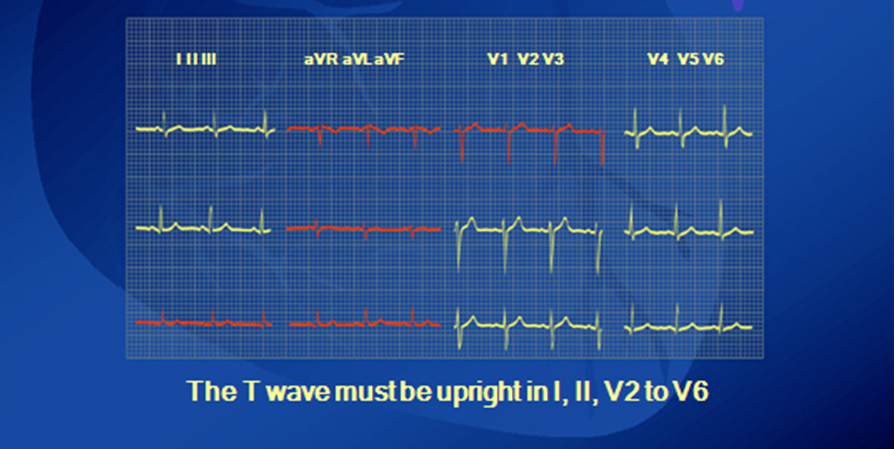 I II III aVR aVL aVF V1 V2 V3 V4 V5 V6
The T wave must be upright in I, II, V2 to V6